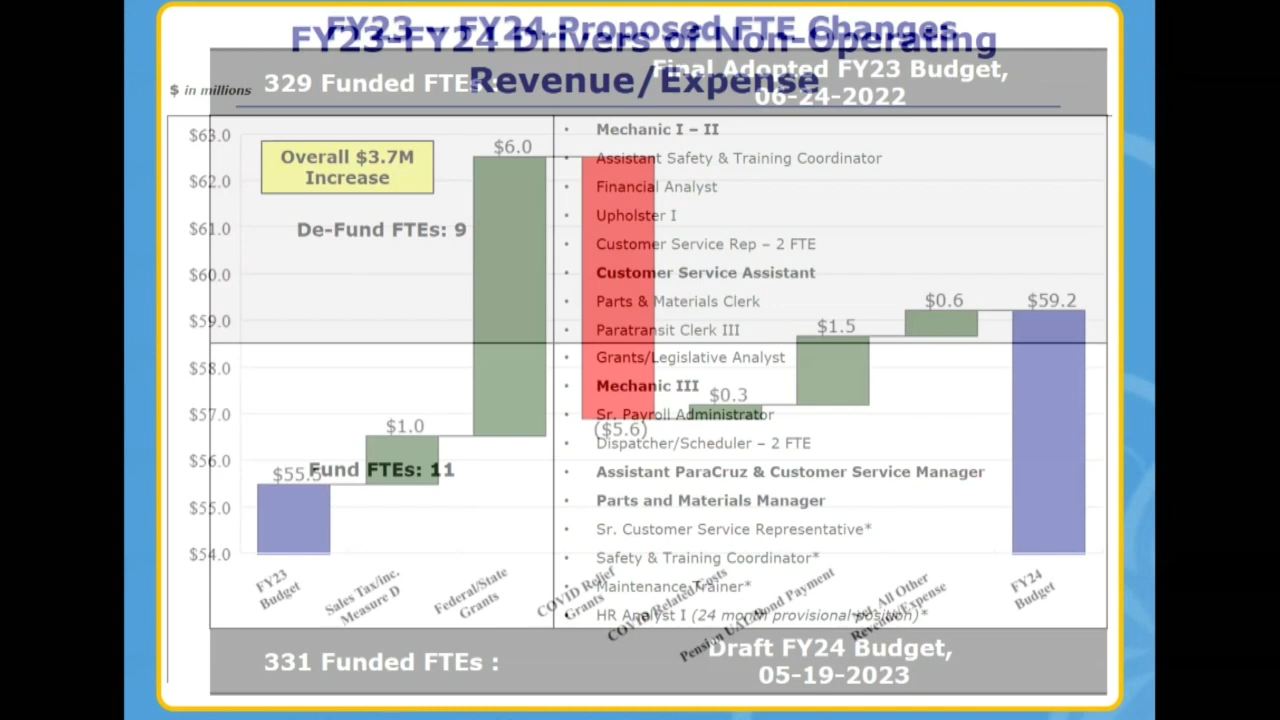 FY23 – FY24 Proposed FTE Changes
FY23-FY24 Drivers of Non-Operating
Revenue/Expense
329 Funded FTEs :
Final Adopted FY23 Budget,
06-24-2022
$ in millions
$63.0
$62.0
$61.0
$60.0
$59.0
$58.0
$57.0
$56.0
$55.0
$54.0
Overall $3.7M
Increase
De-Fund FTEs: 9
• Mechanic I – II
• Assistant Safety & Training Coordinator
• Financial Analyst
• Upholster I
• Customer Service Rep – 2 FTE
• Customer Service Assistant
• Parts & Materials Clerk
• Paratransit Clerk III
Fund FTEs: 11
• Grants/Legislative Analyst
• Mechanic III
• Sr. Payroll Administrator
• Dispatcher/Scheduler – 2 FTE
• Assistant ParaCruz & Customer Service Manager
• Parts and Materials Manager
• Sr. Customer Service Representative*
• Safety & Training Coordinator*
• Maintenance Trainer*
• HR Analyst I (24 month provisional position)*
$55.5
$1.0
$6.0
($5.6)
$0.3
$1.5
$0.6
$59.2
FY23
Budget
Sales Tax/inc.
Measure D
Federal/State
Grants
COVID Relief
Grants
COVID/Related Costs
Pension UAL/Bond Payment
All Other
Revenue/Expense
FY24
Budget
331 Funded FTEs :
Draft FY24 Budget,
05-19-2023